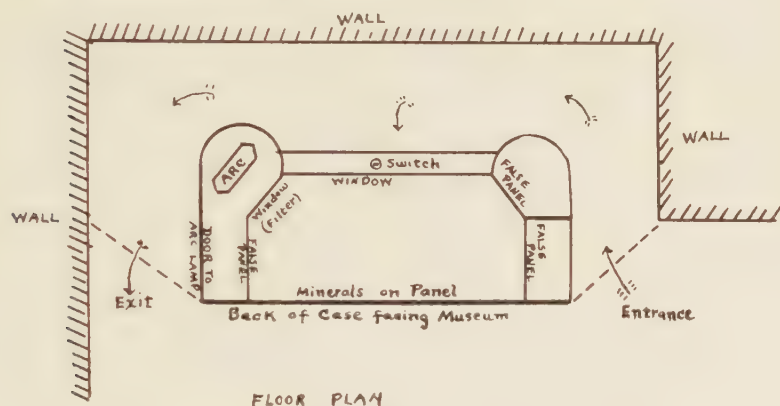 WALL
WALL
WALL
ARC
Switch
WINDOW
FALSE
PANEL
Window
(Filter)
DOOR TO
ARC LAMP
FALSE
PANEL
FALSE
PANEL
Minerals on Panel
Exit
Entrance
Back of Case facing Museum
FLOOR PLAN